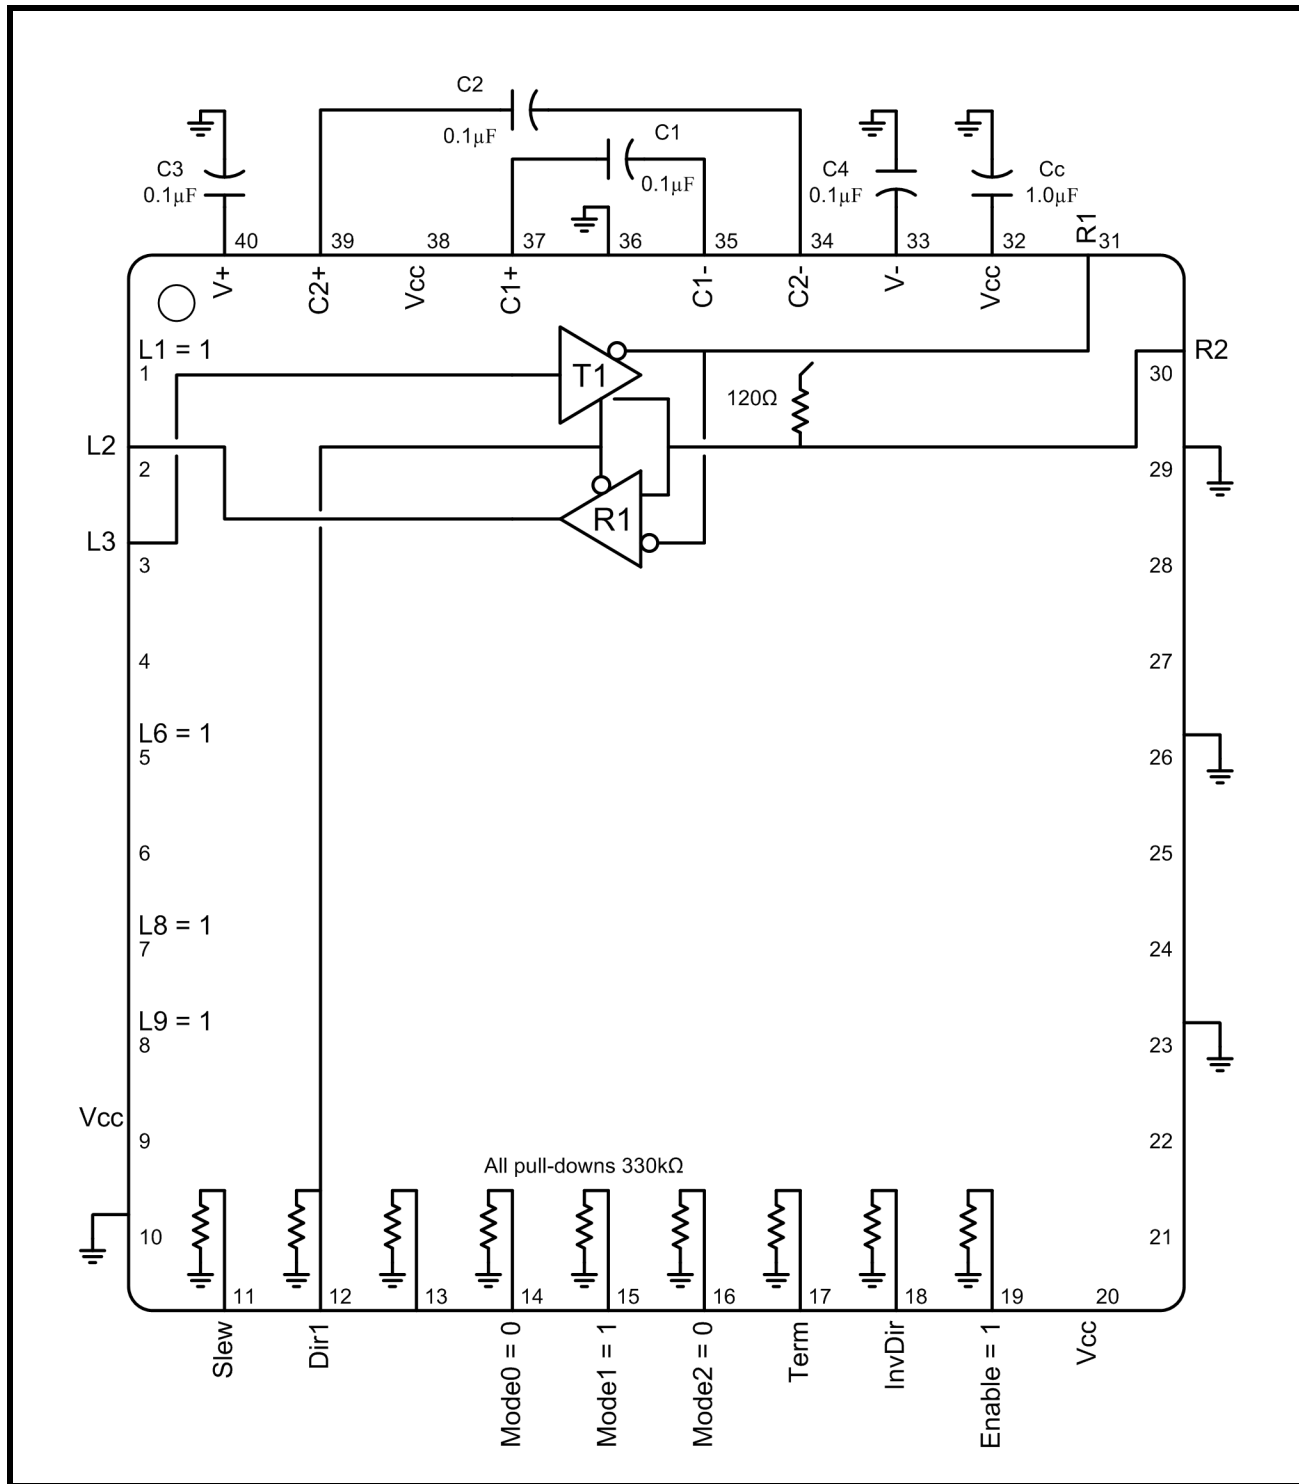 C2
0.1µF
C1
0.1µF
C3
0.1µF
C4
0.1µF
Cc
1.0µF
R1
40
39
38
37
36
35
34
33
32
31
V+
C2+
Vcc
C1+
C1-
C2-
V-
Vcc
L1 = 1
1
T1
R2
30
120Ω
L2
2
29
R1
L3
3
28
4
27
L6 = 1
5
26
6
25
L8 = 1
7
24
L9 = 1
8
23
Vcc
9
22
All pull-downs 330kΩ
10
21
11
12
13
14
15
16
17
18
19
20
Slew
Dir1
Mode0 = 0
Mode1 = 1
Mode2 = 0
Term
InvDir
Enable = 1
Vcc